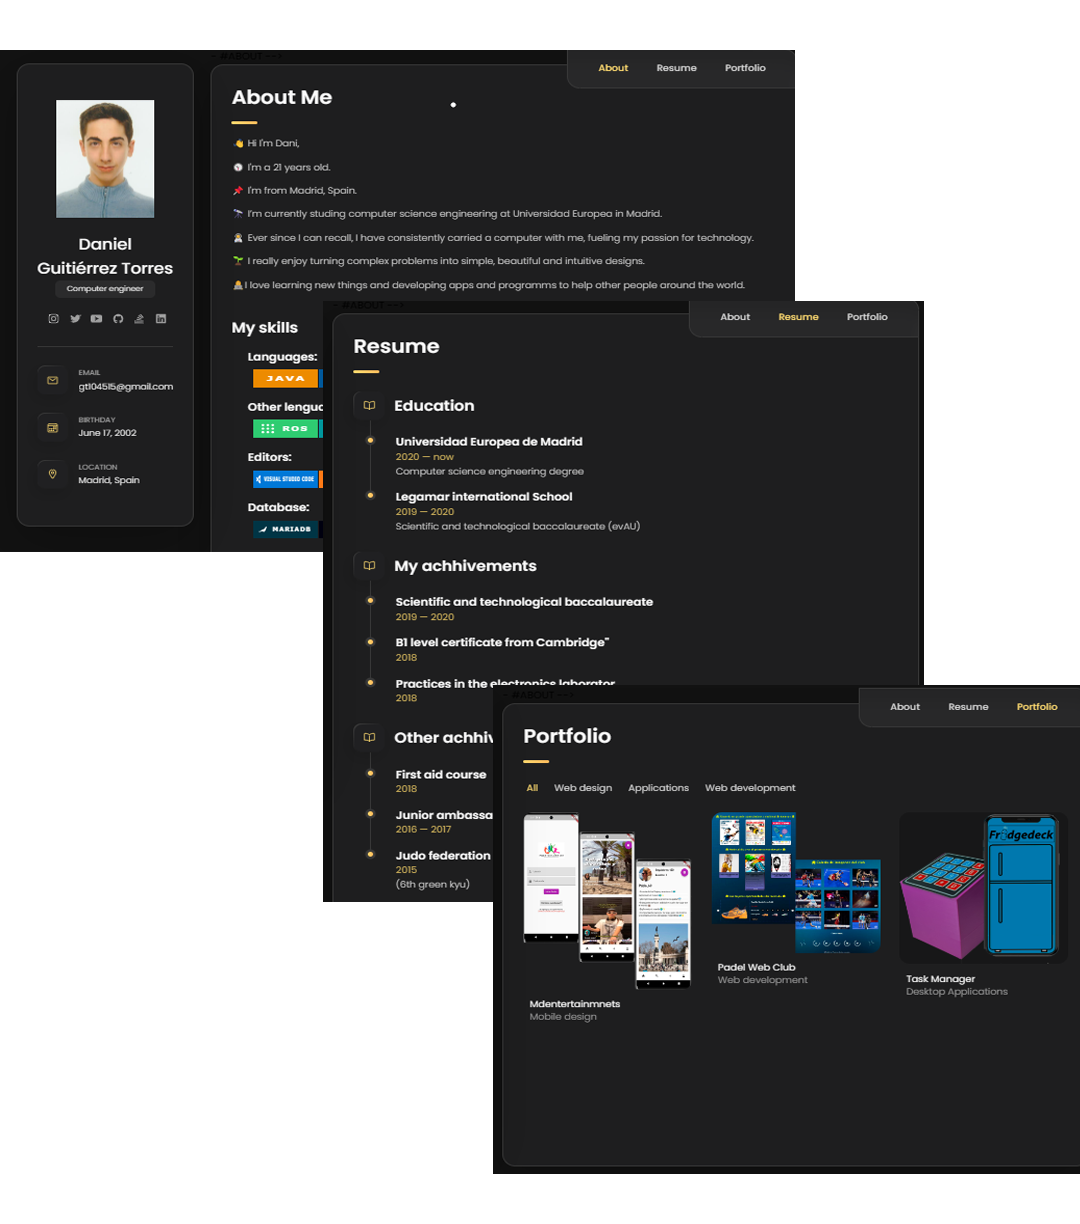 - #ABOUT -->
About
Resume
Portfolio
Daniel
Guitiérrez Torres
Computer engineer
EMAIL
gt104515@gmail.com
BIRTHDAY
June 17, 2002
LOCATION
Madrid, Spain
About Me
👋 Hi I'm Dani,
I'm a 21 years old.
📌 I'm from Madrid, Spain.
🔭 I'm currently studing computer science engineering at Universidad Europea in Madrid.
Ever since I can recall, I have consistently carried a computer with me, fueling my passion for technology.
🌱 I really enjoy turning complex problems into simple, beautiful and intuitive designs.
I love learning new things and developing apps and programms to help other people around the world.
My skills
Languages:
JAVA
Other lengua
ROS
Editors:
VISUAL STUDIO CODE
Database:
MARIADB
- #ABOUT -->
About
Resume
Portfolio
Resume
Education
Universidad Europea de Madrid
2020 — now
Computer science engineering degree
Legamar international School
2019 — 2020
Scientific and technological baccalaureate (evAU)
My achhivements
Scientific and technological baccalaureate
2019 — 2020
B1 level certificate from Cambridge"
2018
Practices in the electronics laborator
2018
Other achhiv
First aid course
2018
Junior ambassa
2016 — 2017
Judo federation
2015
(6th green kyu)
- #ABOUT -->
About
Resume
Portfolio
Portfolio
All
Web design
Applications
Web development
Fridgedeck
Mdentertainmnets
Mobile design
Padel Web Club
Web development
Task Manager
Desktop Applications